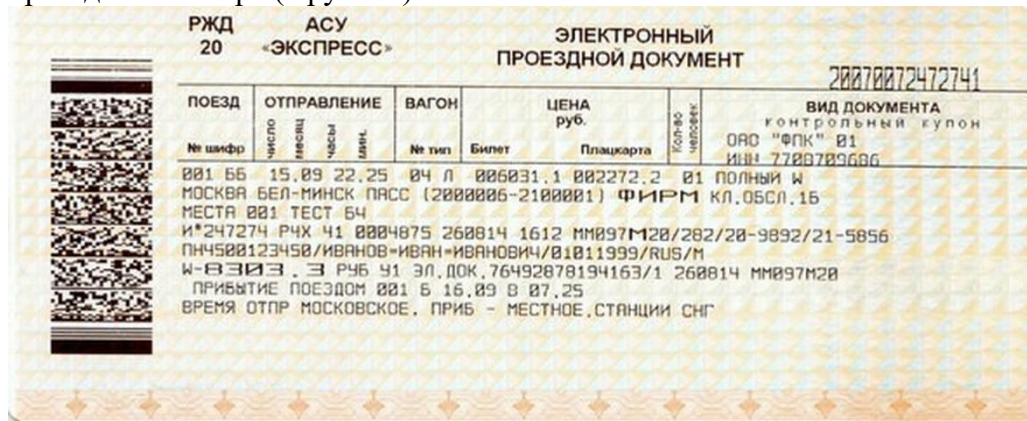 РЖД АСУ ЭЛЕКТРОННЫЙ
20 «ЭКСПРЕСС» ПРОЕЗДНОЙ ДОКУМЕНТ
20070072472741
ПОЕЗД ОТПРАВЛЕНИЕ ВАГОН ЦЕНА руб. Кол-во человек ВИД ДОКУМЕНТА
контрольный купон
№ шифр число месяц часы мин. № тип Билет Плацкарта ОАО "ФПК" 01
ИНН 7708709686
001 ББ 15.09 22.25 04 Л 006031.1 002272.2 01 ПОЛНЫЙ W
МОСКВА БЕЛ-МИНСК ПАСС (2000006-2100001) ФИРМ КЛ.ОБСЛ.1Б
МЕСТА 001 ТЕСТ БЧ
И*247274 РЧХ Ч1 0004875 260814 1612 ММ097М20/282/20-9892/21-5856
ПН4500123450/ИВАНОВ=ИВАН=ИВАНОВИЧ/01011999/RUS/M
W-8303.3 РУБ Ч1 ЭЛ.ДОК.76492878194163/1 260814 ММ097М20
ПРИБЫТИЕ ПОЕЗДОМ 001 Б 16.09 В 07.25
ВРЕМЯ ОТПР МОСКОВСКОЕ. ПРИБ - МЕСТНОЕ.СТАНЦИИ СНГ